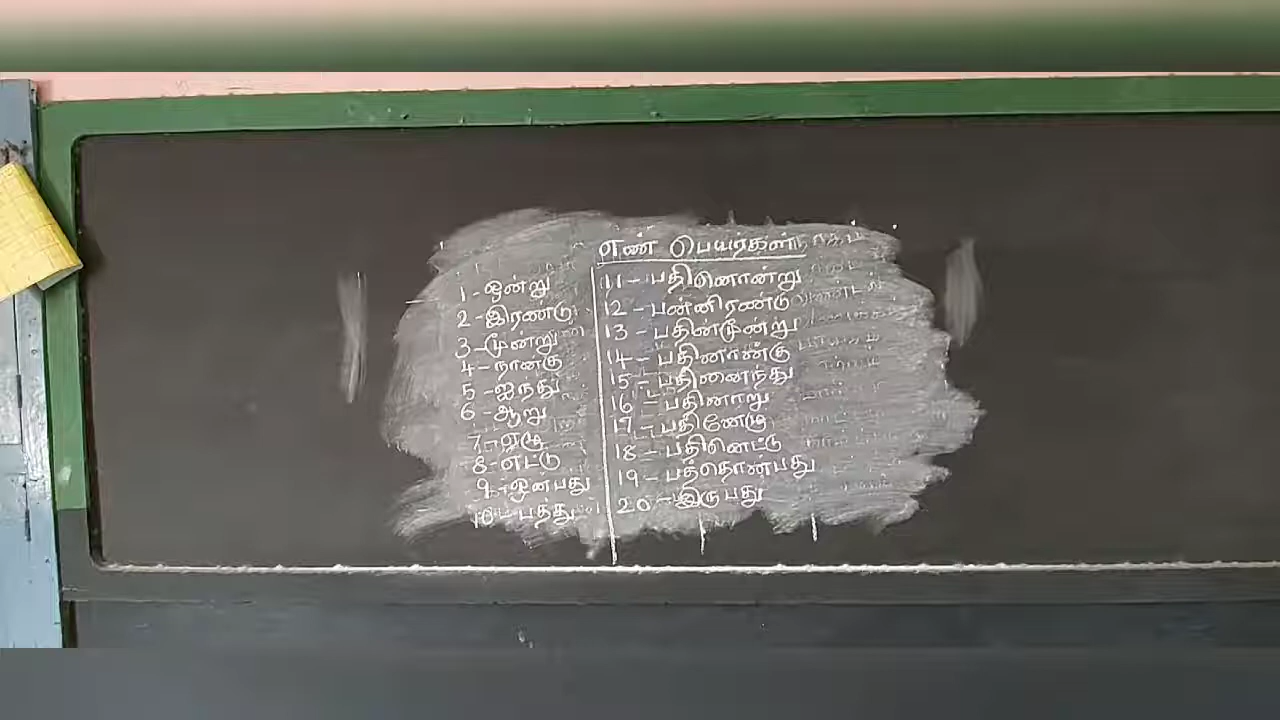 எண் பெயர்கள்
1 - ஒன்று
2 - இரண்டு
3 - மூன்று
4 - நான்கு
5 - ஐந்து
6 - ஆறு
7 - ஏழு
8 - எட்டு
9 - ஒன்பது
10 - பத்து
11 - பதினொன்று
12 - பன்னிரண்டு
13 - பதின்மூன்று
14 - பதினான்கு
15 - பதினைந்து
16 - பதினாறு
17 - பதினேழு
18 - பதினெட்டு
19 - பத்தொன்பது
20 - இருபது